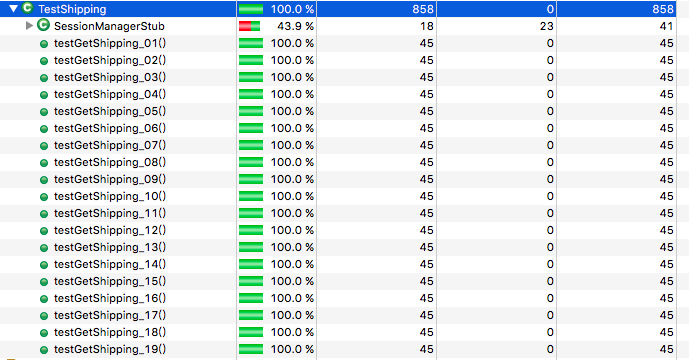 TestShipping 100.0 % 858 0 858
SessionManagerStub 43.9 % 18 23 41
testGetShipping_01() 100.0 % 45 0 45
testGetShipping_02() 100.0 % 45 0 45
testGetShipping_03() 100.0 % 45 0 45
testGetShipping_04() 100.0 % 45 0 45
testGetShipping_05() 100.0 % 45 0 45
testGetShipping_06() 100.0 % 45 0 45
testGetShipping_07() 100.0 % 45 0 45
testGetShipping_08() 100.0 % 45 0 45
testGetShipping_09() 100.0 % 45 0 45
testGetShipping_10() 100.0 % 45 0 45
testGetShipping_11() 100.0 % 45 0 45
testGetShipping_12() 100.0 % 45 0 45
testGetShipping_13() 100.0 % 45 0 45
testGetShipping_14() 100.0 % 45 0 45
testGetShipping_15() 100.0 % 45 0 45
testGetShipping_16() 100.0 % 45 0 45
testGetShipping_17() 100.0 % 45 0 45
testGetShipping_18() 100.0 % 45 0 45
testGetShipping_19() 100.0 % 45 0 45